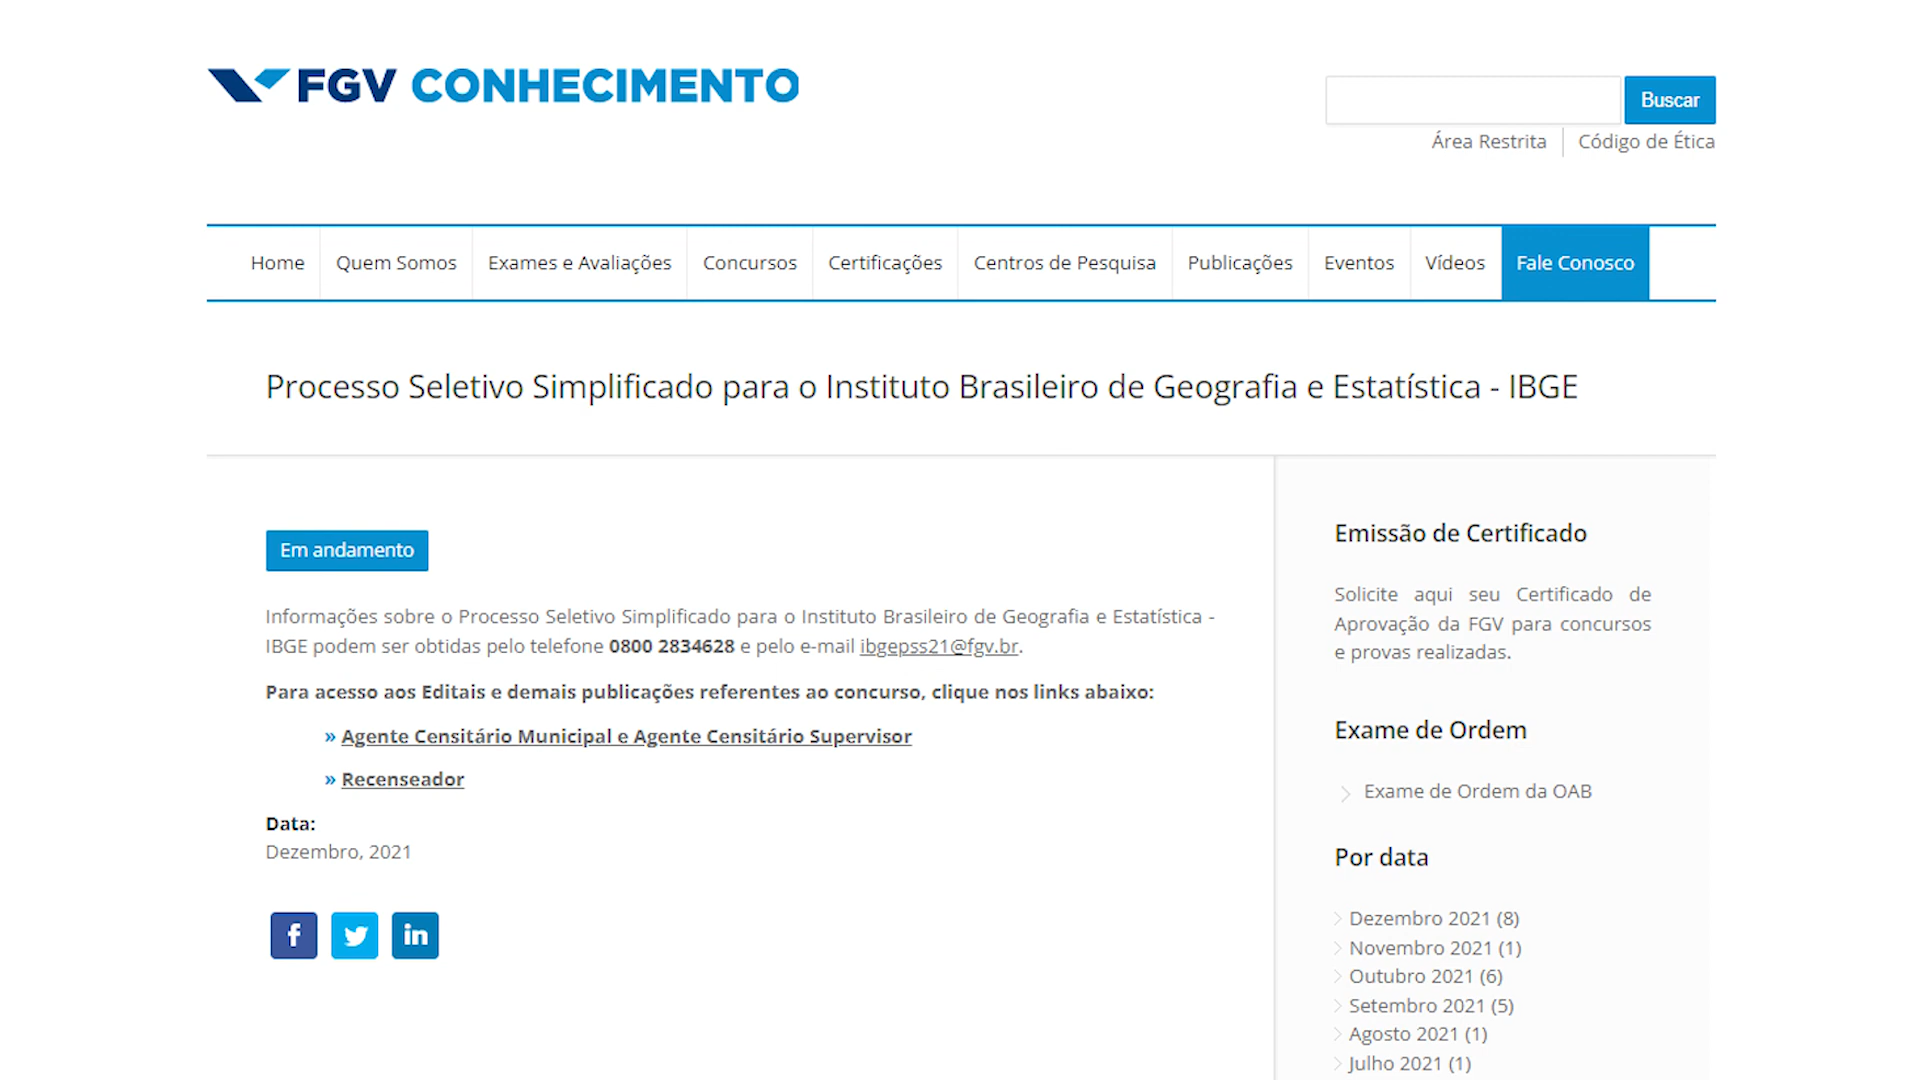 FGV CONHECIMENTO
Buscar
Área Restrita
Código de Ética
Home
Quem Somos
Exames e Avaliações
Concursos
Certificações
Centros de Pesquisa
Publicações
Eventos
Vídeos
Fale Conosco
Processo Seletivo Simplificado para o Instituto Brasileiro de Geografia e Estatística - IBGE
Em andamento
Informações sobre o Processo Seletivo Simplificado para o Instituto Brasileiro de Geografia e Estatística -
IBGE podem ser obtidas pelo telefone 0800 2834628 e pelo e-mail ibgepss21@fgv.br.
Para acesso aos Editais e demais publicações referentes ao concurso, clique nos links abaixo:
» Agente Censitário Municipal e Agente Censitário Supervisor
» Recenseador
Data:
Dezembro, 2021
Emissão de Certificado
Solicite aqui seu Certificado de
Aprovação da FGV para concursos
e provas realizadas.
Exame de Ordem
Exame de Ordem da OAB
Por data
Dezembro 2021 (8)
Novembro 2021 (1)
Outubro 2021 (6)
Setembro 2021 (5)
Agosto 2021 (1)
Julho 2021 (1)